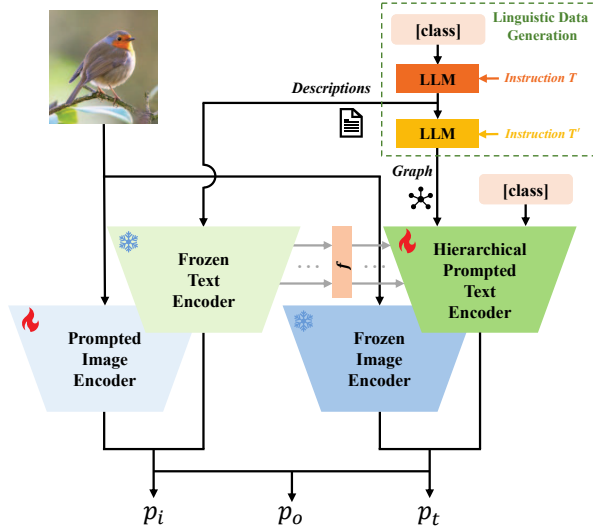 Linguistic Data
Generation
[class]
LLM
Instruction T
Descriptions
LLM
Instruction T'
Graph
[class]
Frozen
Text
Encoder
f
Hierarchical
Prompted
Text
Encoder
Prompted
Image
Encoder
Frozen
Image
Encoder
p_i
p_o
p_t